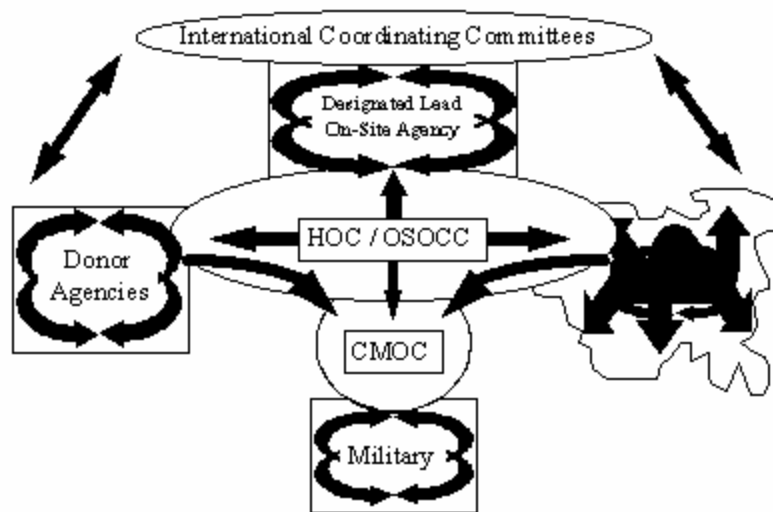 International Coordinating Committees
Designated Lead
On-Site Agency
HOC / OSOCC
Donor
Agencies
CMOC
Military